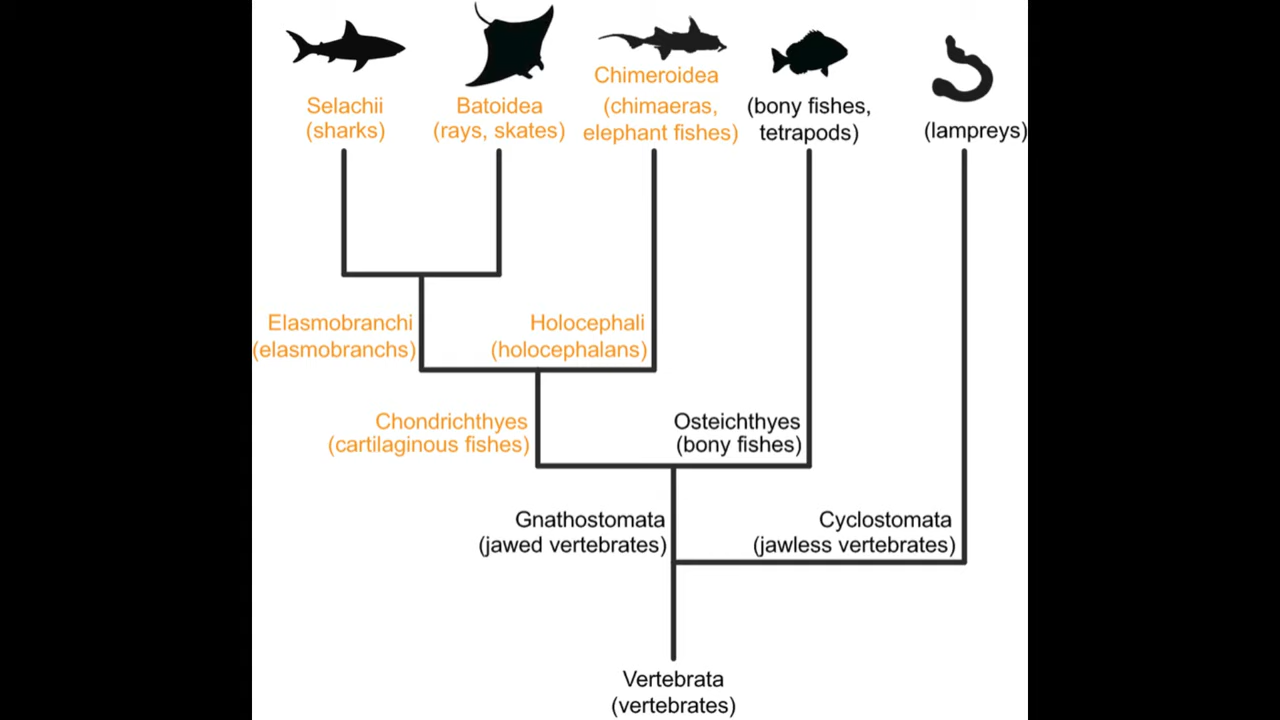 Chimeroidea
Selachii
(sharks)
Batoidea
(rays, skates)
(chimaeras,
elephant fishes)
(bony fishes,
tetrapods)
(lampreys)
Elasmobranchi
(elasmobranchs)
Holocephali
(holocephalans)
Chondrichthyes
(cartilaginous fishes)
Osteichthyes
(bony fishes)
Gnathostomata
(jawed vertebrates)
Cyclostomata
(jawless vertebrates)
Vertebrata
(vertebrates)